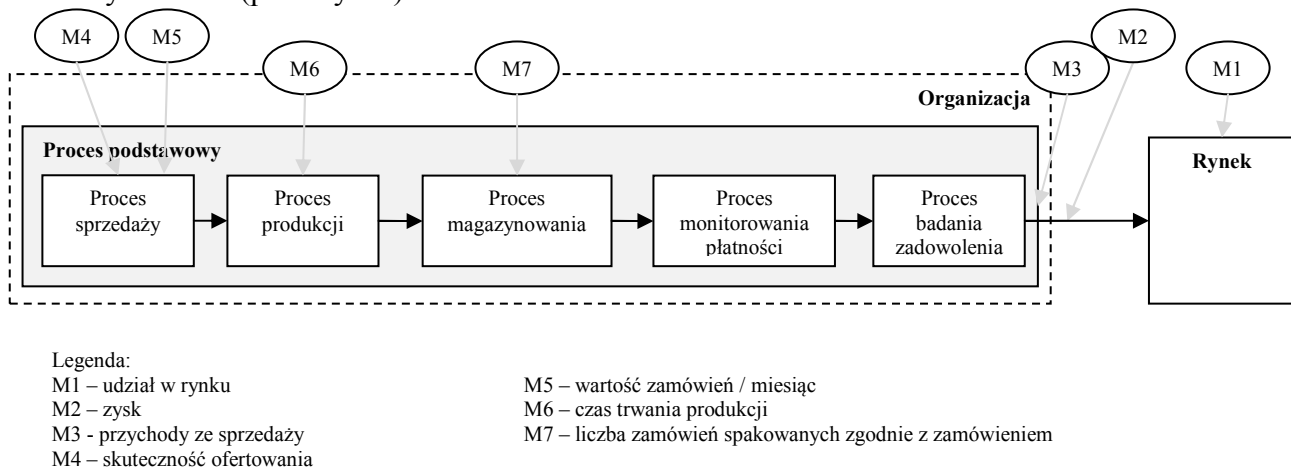 M4
M5
M6
M7
M3
M2
M1
Organizacja
Proces podstawowy
Rynek
Proces
sprzedaży
Proces
produkcji
Proces
magazynowania
Proces
monitorowania
płatności
Proces
badania
zadowolenia
Legenda:
M1 – udział w rynku
M2 – zysk
M3 - przychody ze sprzedaży
M4 – skuteczność ofertowania
M5 – wartość zamówień / miesiąc
M6 – czas trwania produkcji
M7 – liczba zamówień spakowanych zgodnie z zamówieniem